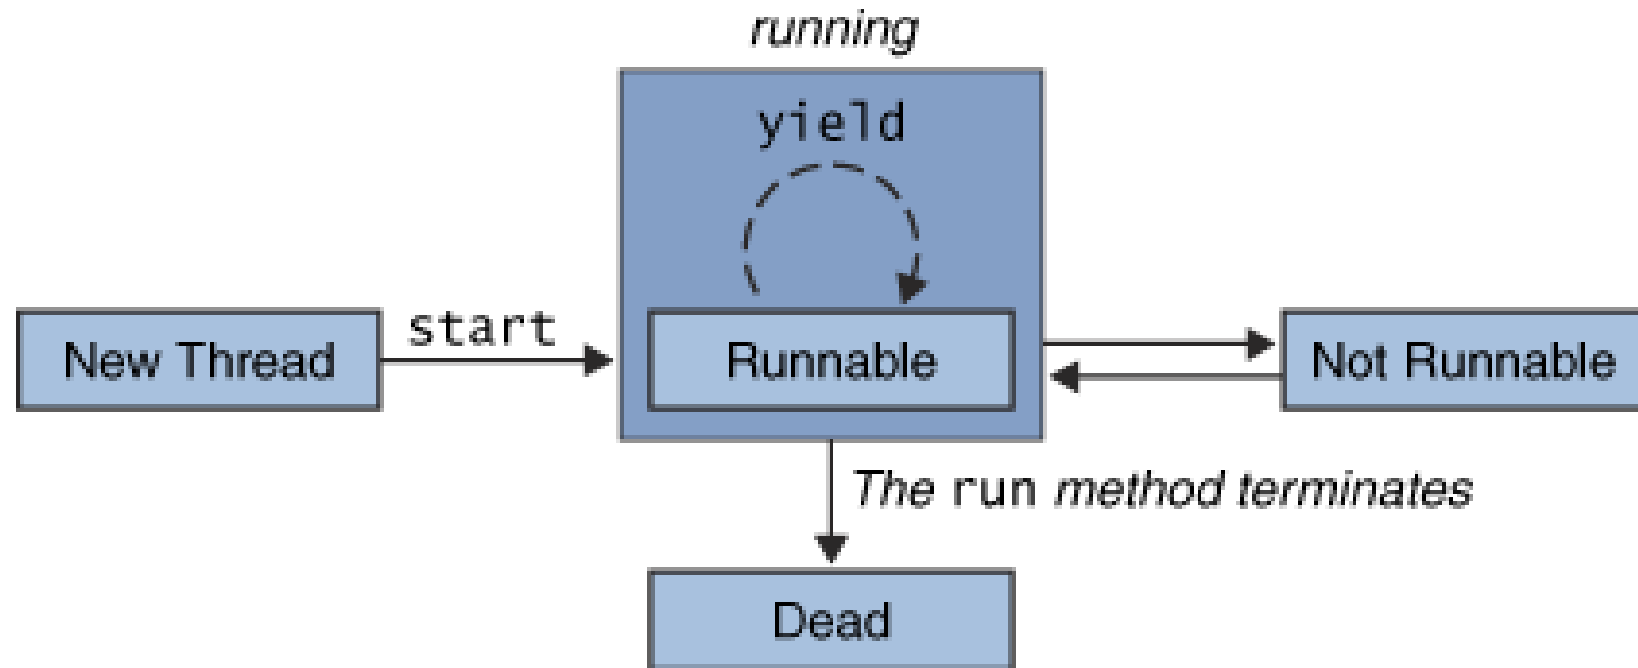 running
yield
New Thread
start
Runnable
Not Runnable
The run method terminates
Dead